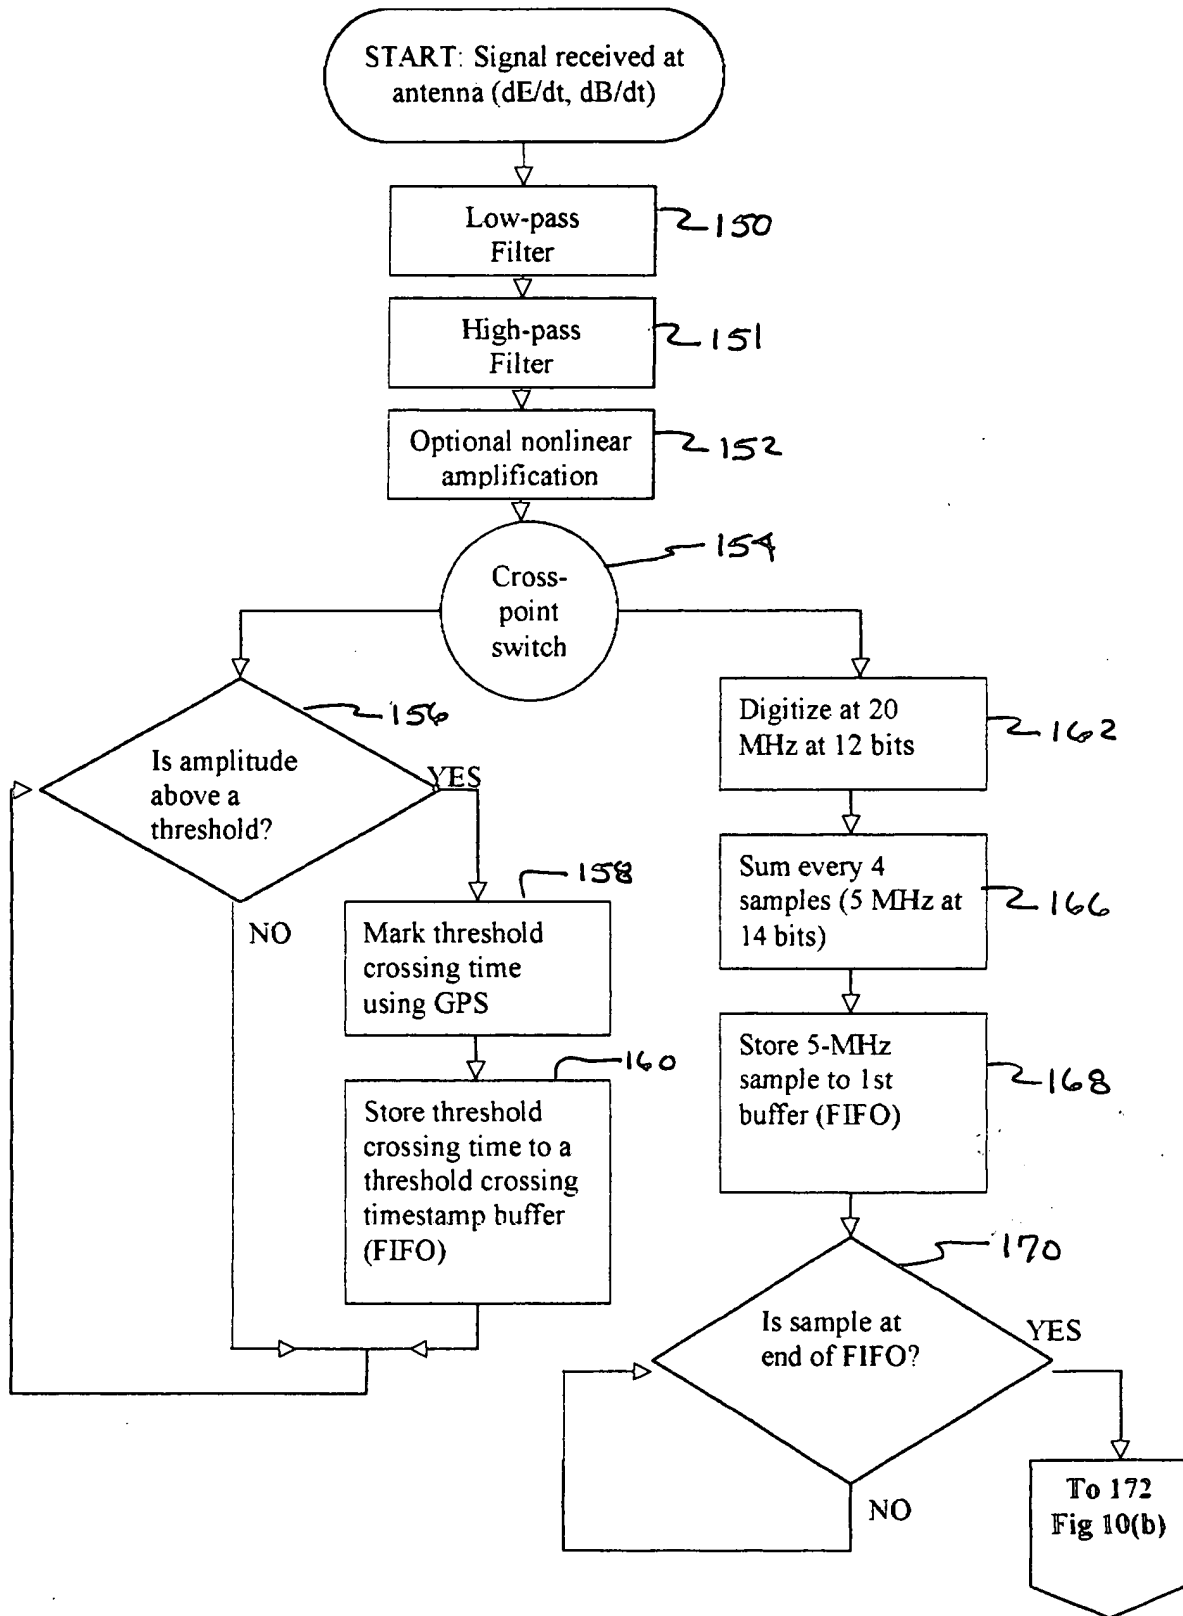 START: Signal received at
antenna (dE/dt, dB/dt)
Low-pass
Filter
150
High-pass
Filter
151
Optional nonlinear
amplification
152
Cross-
point
switch
154
Is amplitude
above a
threshold?
156
YES
NO
158
Mark threshold
crossing time
using GPS
160
Store threshold
crossing time to a
threshold crossing
timestamp buffer
(FIFO)
Digitize at 20
MHz at 12 bits
162
Sum every 4
samples (5 MHz at
14 bits)
166
Store 5-MHz
sample to 1st
buffer (FIFO)
168
170
Is sample at
end of FIFO?
YES
NO
To 172
Fig 10(b)